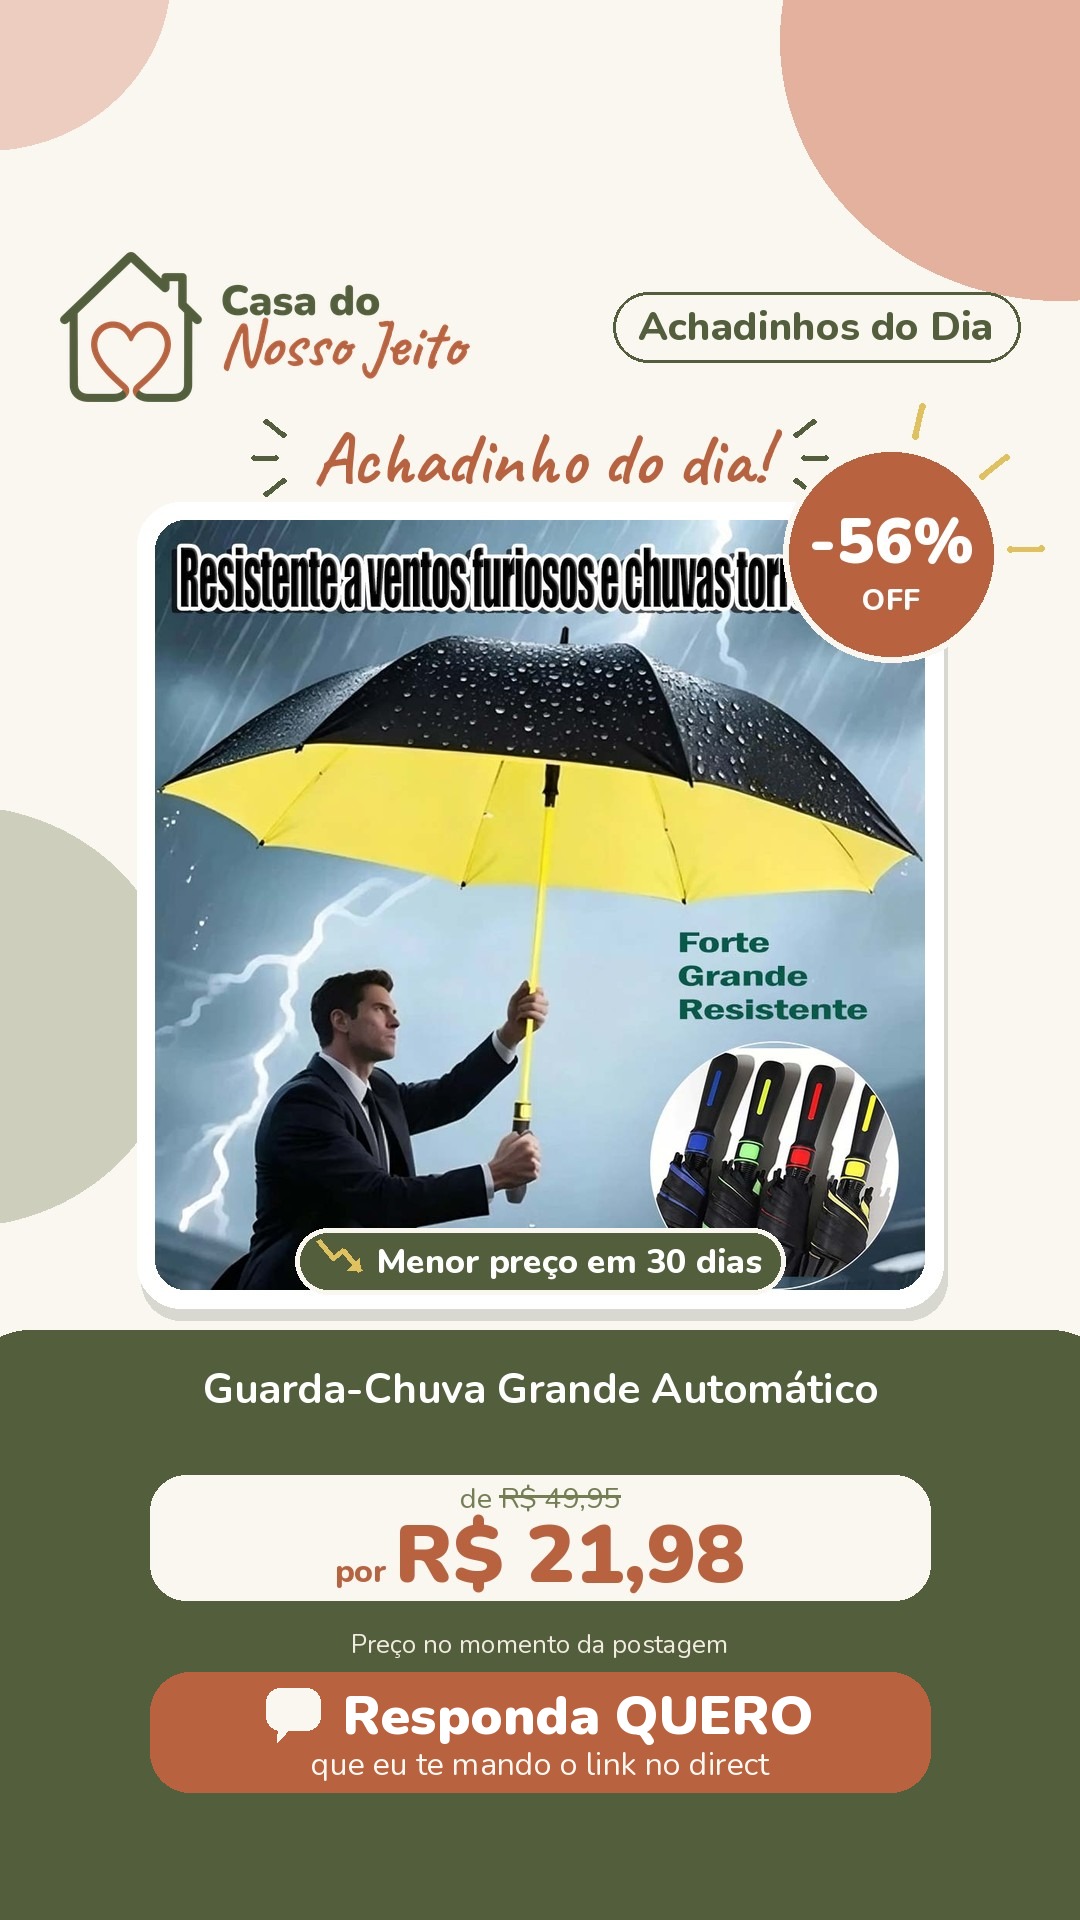 Casa do
Nosso Jeito
Achadinhos do Dia
Achadinho do dia!
-56%
OFF
Resistente a ventos furiosos e chuvas
Forte
Grande
Resistente
Menor preço em 30 dias
Guarda-Chuva Grande Automático
de R$ 49,95
por R$ 21,98
Preço no momento da postagem
Responda QUERO
que eu te mando o link no direct